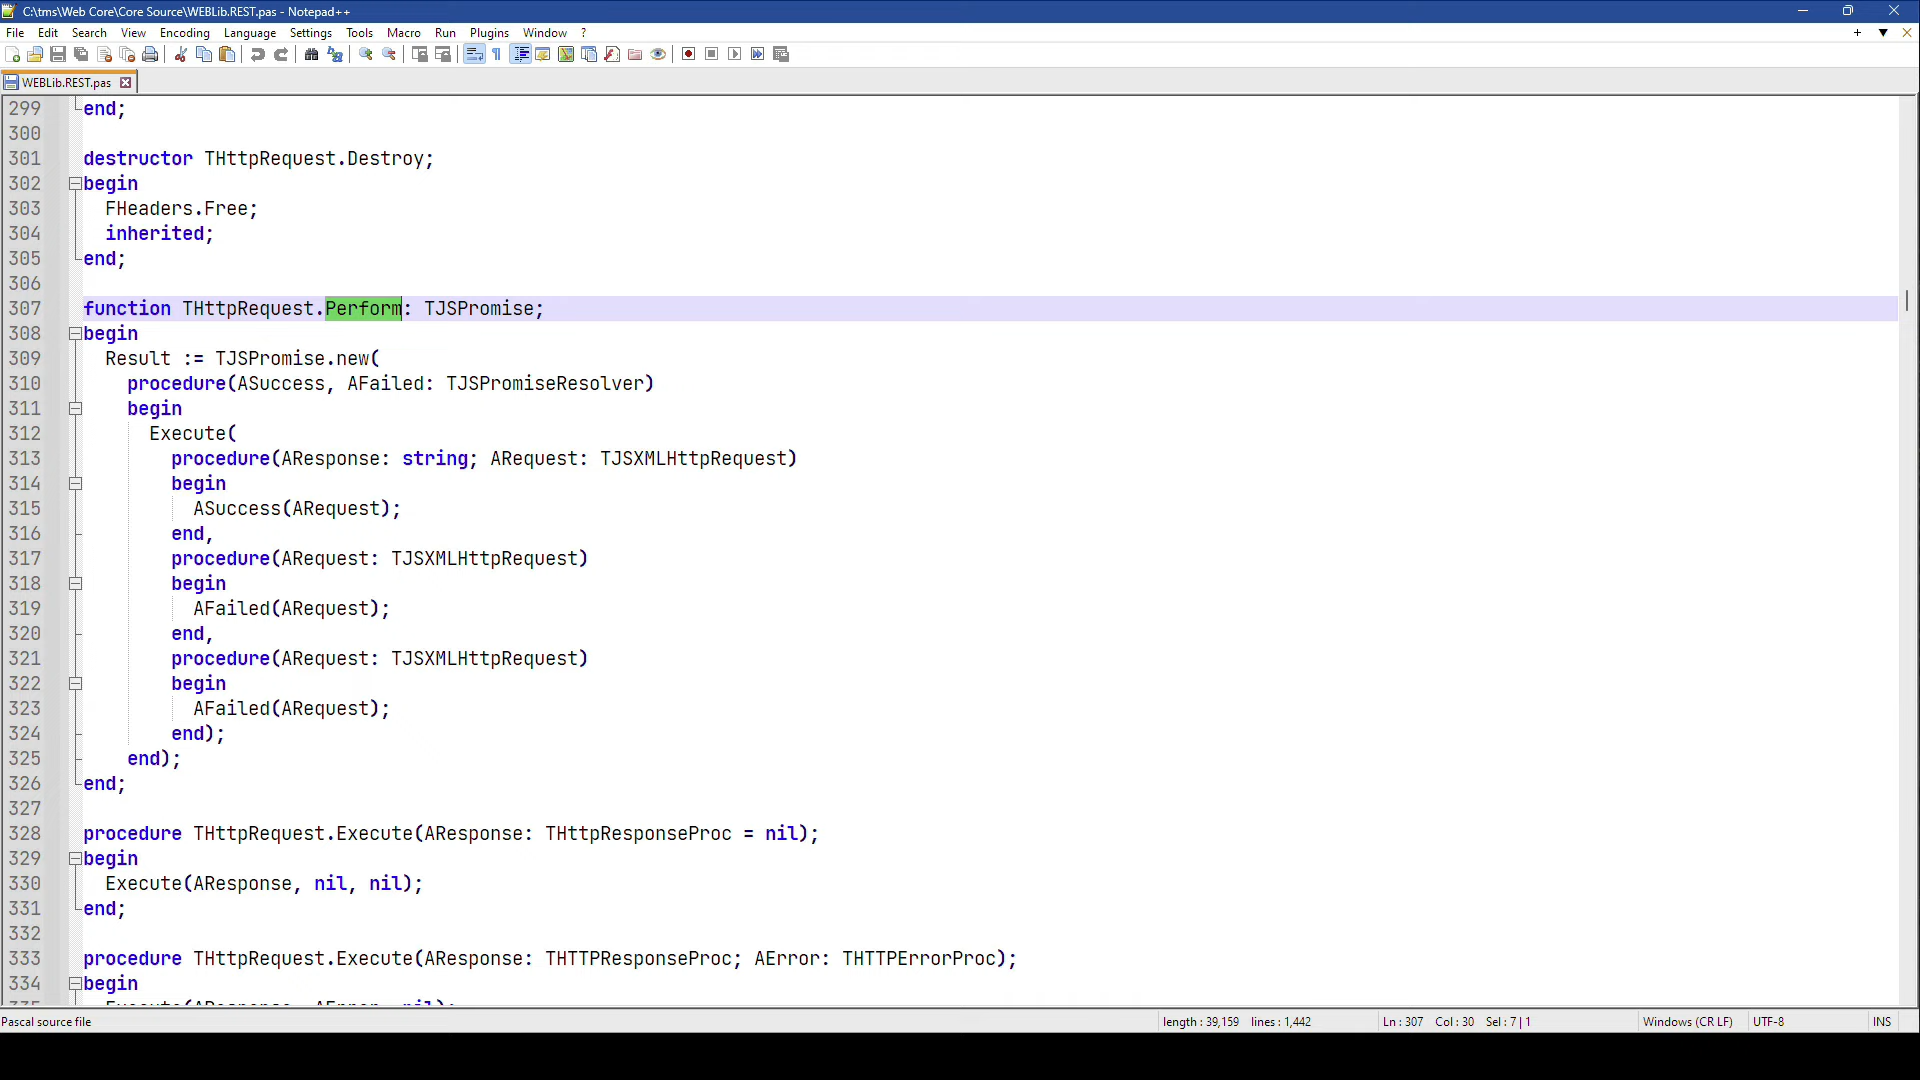 C:\tms\Web Core\Core Source\WEBLib.REST.pas - Notepad++
File Edit Search View Encoding Language Settings Tools Macro Run Plugins Window ?
WEBLib.REST.pas
299 end;
300
301 destructor THttpRequest.Destroy;
302 begin
303   FHeaders.Free;
304   inherited;
305 end;
306
307 function THttpRequest.Perform: TJSPromise;
308 begin
309   Result := TJSPromise.new(
310     procedure(ASuccess, AFailed: TJSPromiseResolver)
311     begin
312       Execute(
313         procedure(AResponse: string; ARequest: TJSXMLHttpRequest)
314         begin
315           ASuccess(ARequest);
316         end,
317         procedure(ARequest: TJSXMLHttpRequest)
318         begin
319           AFailed(ARequest);
320         end,
321         procedure(ARequest: TJSXMLHttpRequest)
322         begin
323           AFailed(ARequest);
324         end);
325     end);
326 end;
327
328 procedure THttpRequest.Execute(AResponse: THttpResponseProc = nil);
329 begin
330   Execute(AResponse, nil, nil);
331 end;
332
333 procedure THttpRequest.Execute(AResponse: THTTPResponseProc; AError: THTTPErrorProc);
334 begin
Pascal source file length : 39,159 lines : 1,442 Ln : 307 Col : 30 Sel : 7 | 1 Windows (CR LF) UTF-8 INS